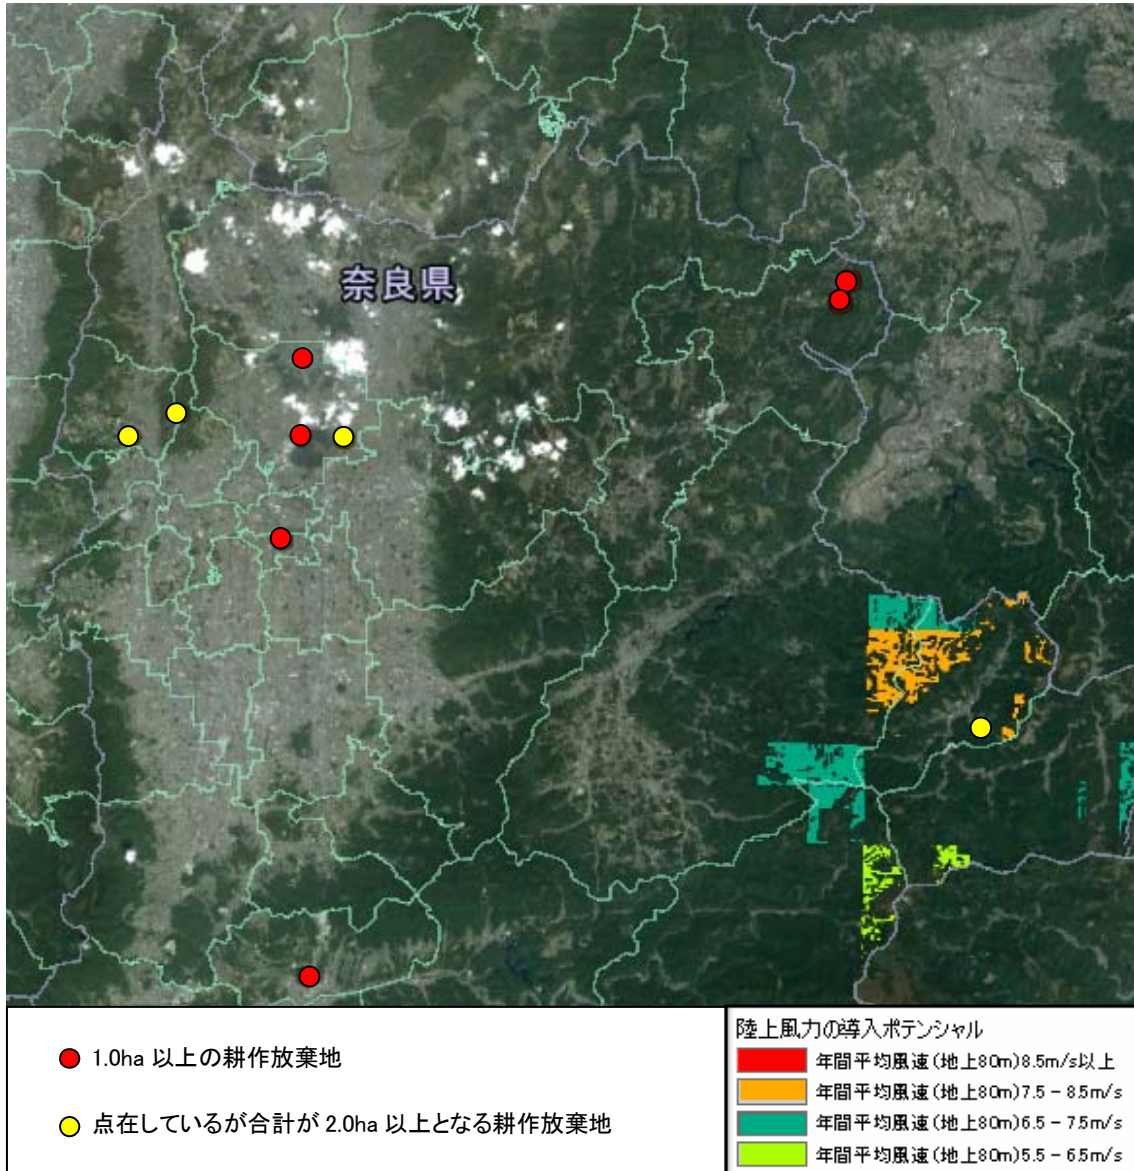 奈良県
1.0ha 以上の耕作放棄地
点在しているが合計が 2.0ha 以上となる耕作放棄地
陸上風力の導入ポテンシャル
年間平均風速(地上80m)8.5m/s以上
年間平均風速(地上80m)7.5 - 8.5m/s
年間平均風速(地上80m)6.5 - 7.5m/s
年間平均風速(地上80m)5.5 - 6.5m/s